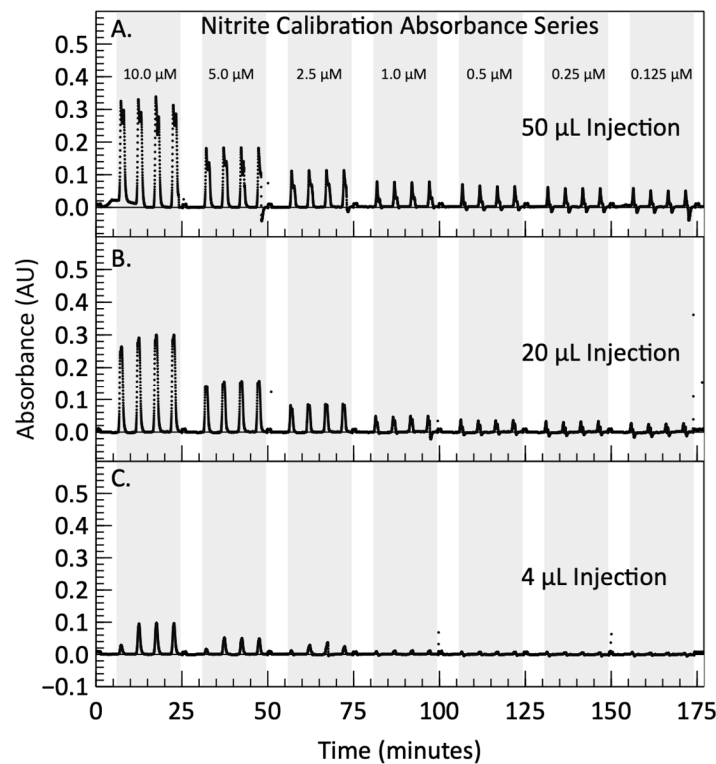 A. Nitrite Calibration Absorbance Series
10.0 µM 5.0 µM 2.5 µM 1.0 µM 0.5 µM 0.25 µM 0.125 µM
50 µL Injection
0.5
0.4
0.3
0.2
0.1
0.0
B.
20 µL Injection
0.5
0.4
0.3
0.2
0.1
0.0
Absorbance (AU)
C.
4 µL Injection
0.5
0.4
0.3
0.2
0.1
0.0
−0.1
0 25 50 75 100 125 150 175
Time (minutes)